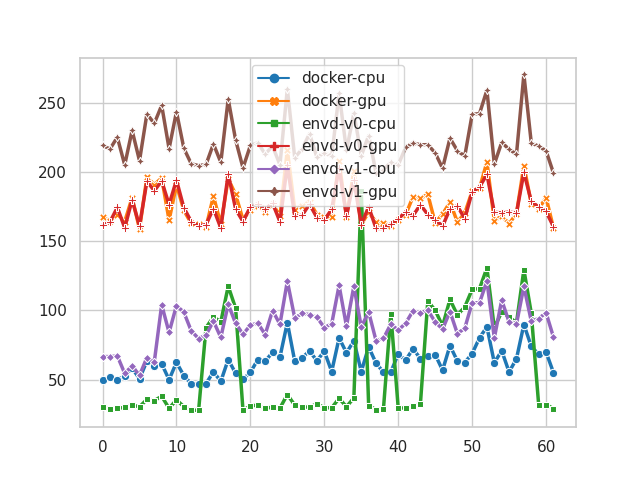 docker-cpu
docker-gpu
envd-v0-cpu
envd-v0-gpu
envd-v1-cpu
envd-v1-gpu
250
200
150
100
50
0 10 20 30 40 50 60